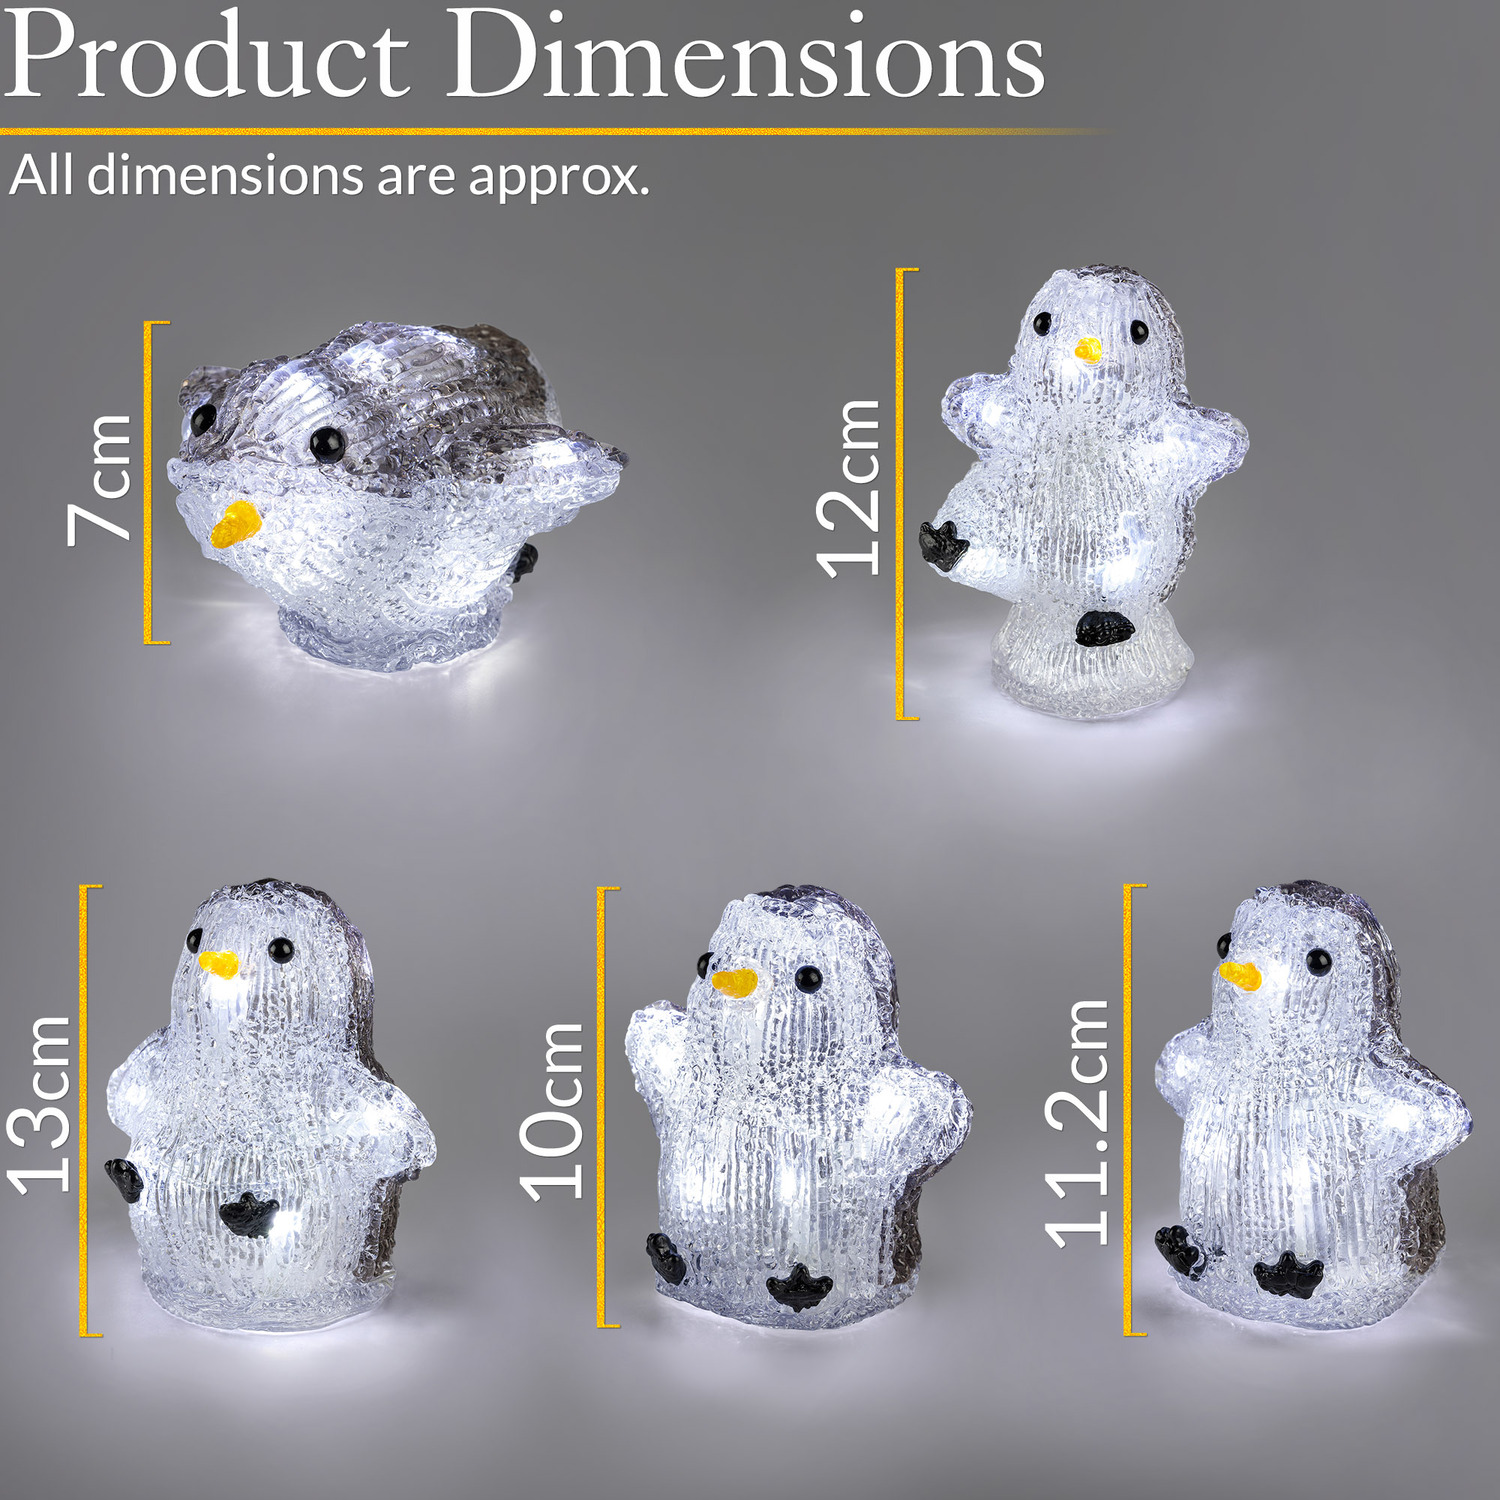 Product Dimensions
All dimensions are approx.
7cm
12cm
13cm
10cm
11.2cm